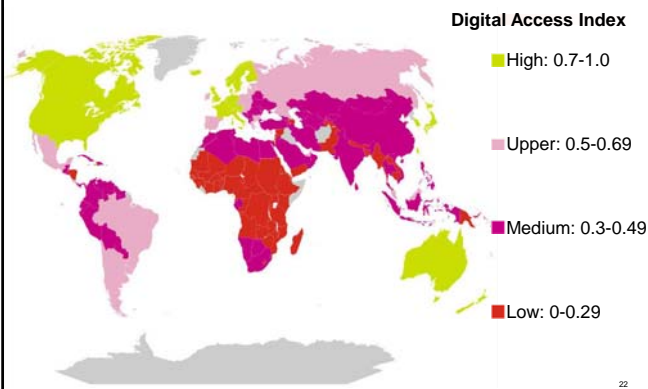 Digital Access Index
High: 0.7-1.0
Upper: 0.5-0.69
Medium: 0.3-0.49
Low: 0-0.29
22